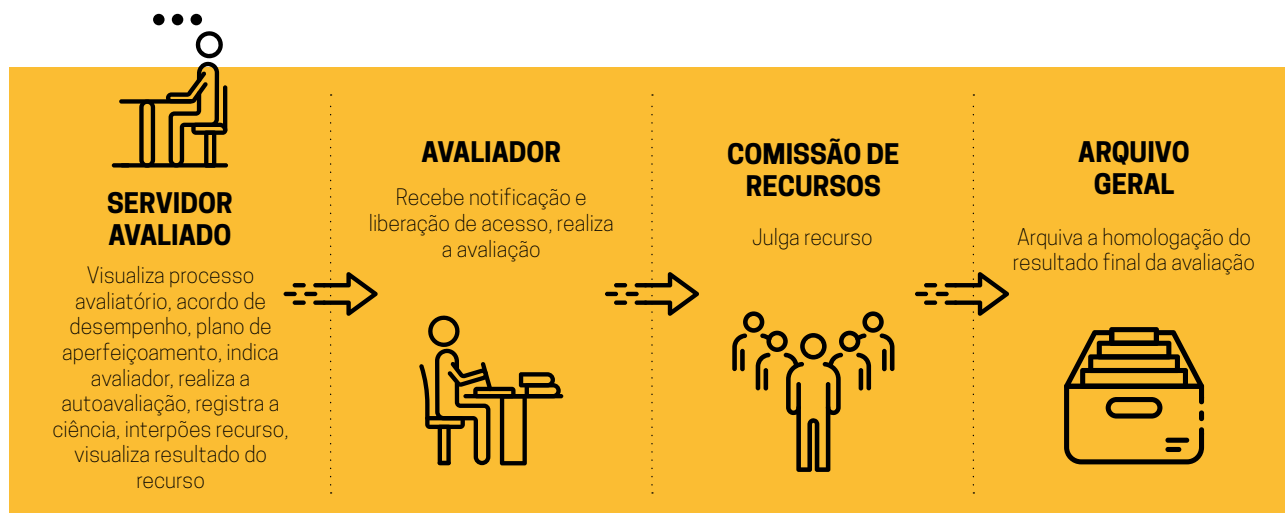 SERVIDOR
AVALIADO
Visualiza processo
avaliatório, acordo de
desempenho, plano de
aperfeiçoamento, indica
avaliador, realiza a
autoavaliação, registra a
ciência, interpões recurso,
visualiza resultado do
recurso
AVALIADOR
Recebe notificação e
liberação de acesso, realiza
a avaliação
COMISSÃO DE
RECURSOS
Julga recurso
ARQUIVO
GERAL
Arquiva a homologação do
resultado final da avaliação